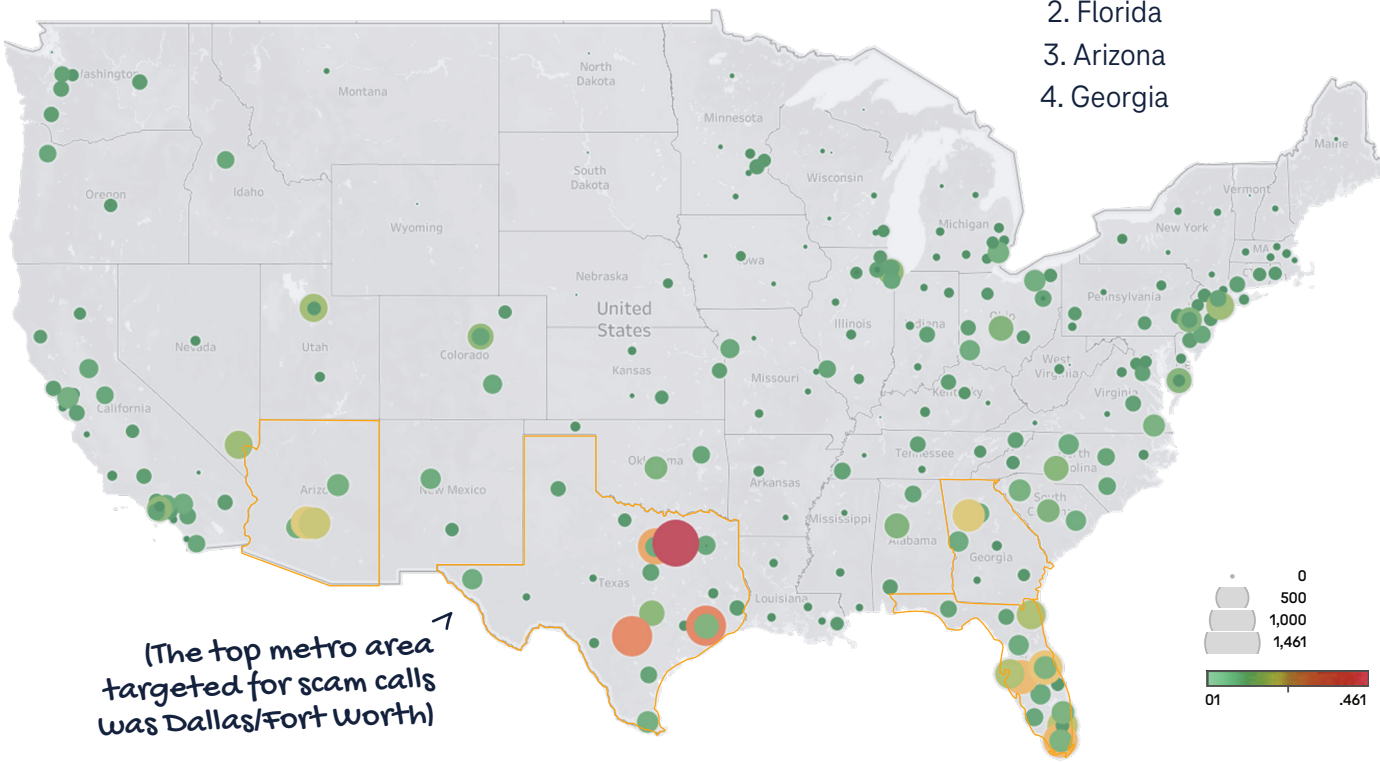 2. Florida
3. Arizona
4. Georgia
Washington
Montana
North
Dakota
Minnesota
Maine
Oregon
Idaho
South
Dakota
Wisconsin
Vermont
Wyoming
Michigan
New York
MA
Nebraska
Iowa
Pennsylvania
United
States
Nevada
Utah
Colorado
Kansas
Missouri
Illinois
Indiana
Ohio
West
Virginia
Virginia
Kentucky
California
Arizo
New Mexico
Oklahoma
Arkansas
Tennessee
North
Carolina
South
Mississippi
Alabama
Georgia
Texas
Louisiana
(The top metro area
targeted for scam calls
was Dallas/Fort Worth)
0
500
1,000
1,461
01 .461